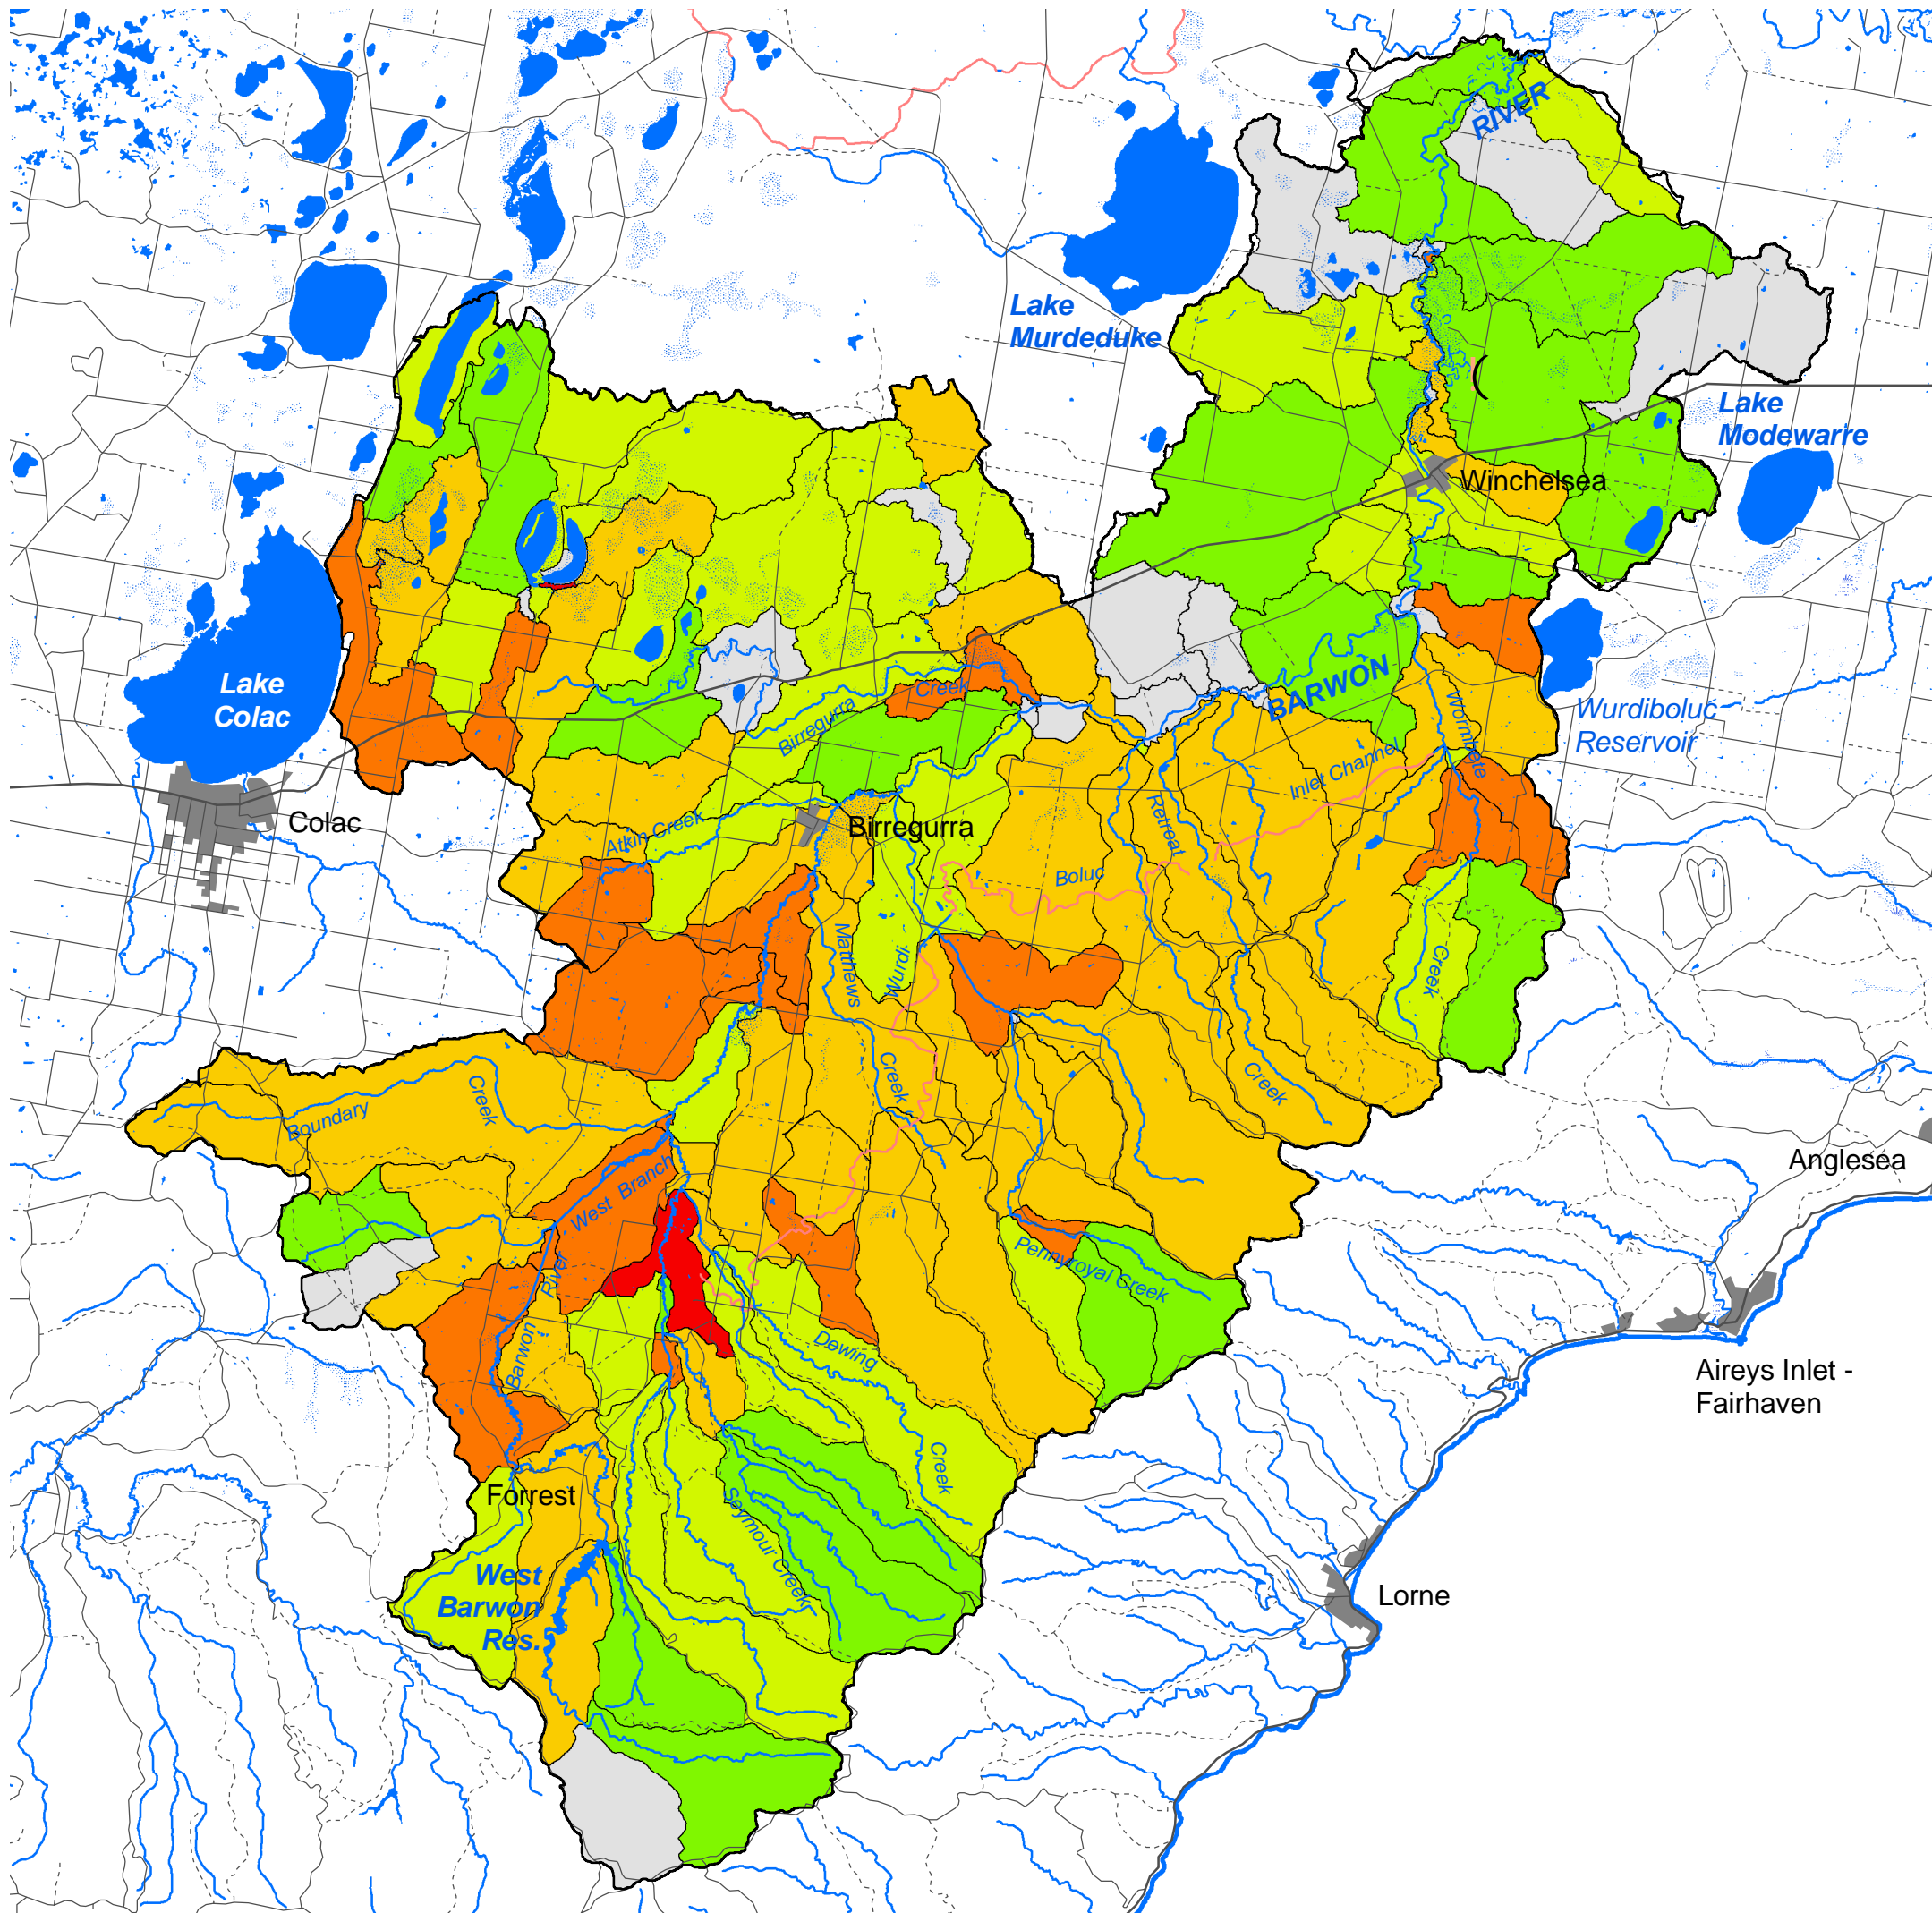 RIVER
Lake
Murdeduke
Lake
Modewarre
Winchelsea
Lake
Colac
Creek
Birregurra
BARWON
Wurdiboluc
Reservoir
Wormbete
Inlet Channel
Colac
Atkin Creek
Birregurra
Retreat
Boluc
Matthews
Wurdi
Creek
Creek
Creek
Creek
Boundary
Anglesea
West Branch
River
Pennyroyal Creek
Barwon
Dewing
Aireys Inlet -
Fairhaven
Creek
Forrest
Seymour Creek
West
Barwon
Res.
Lorne